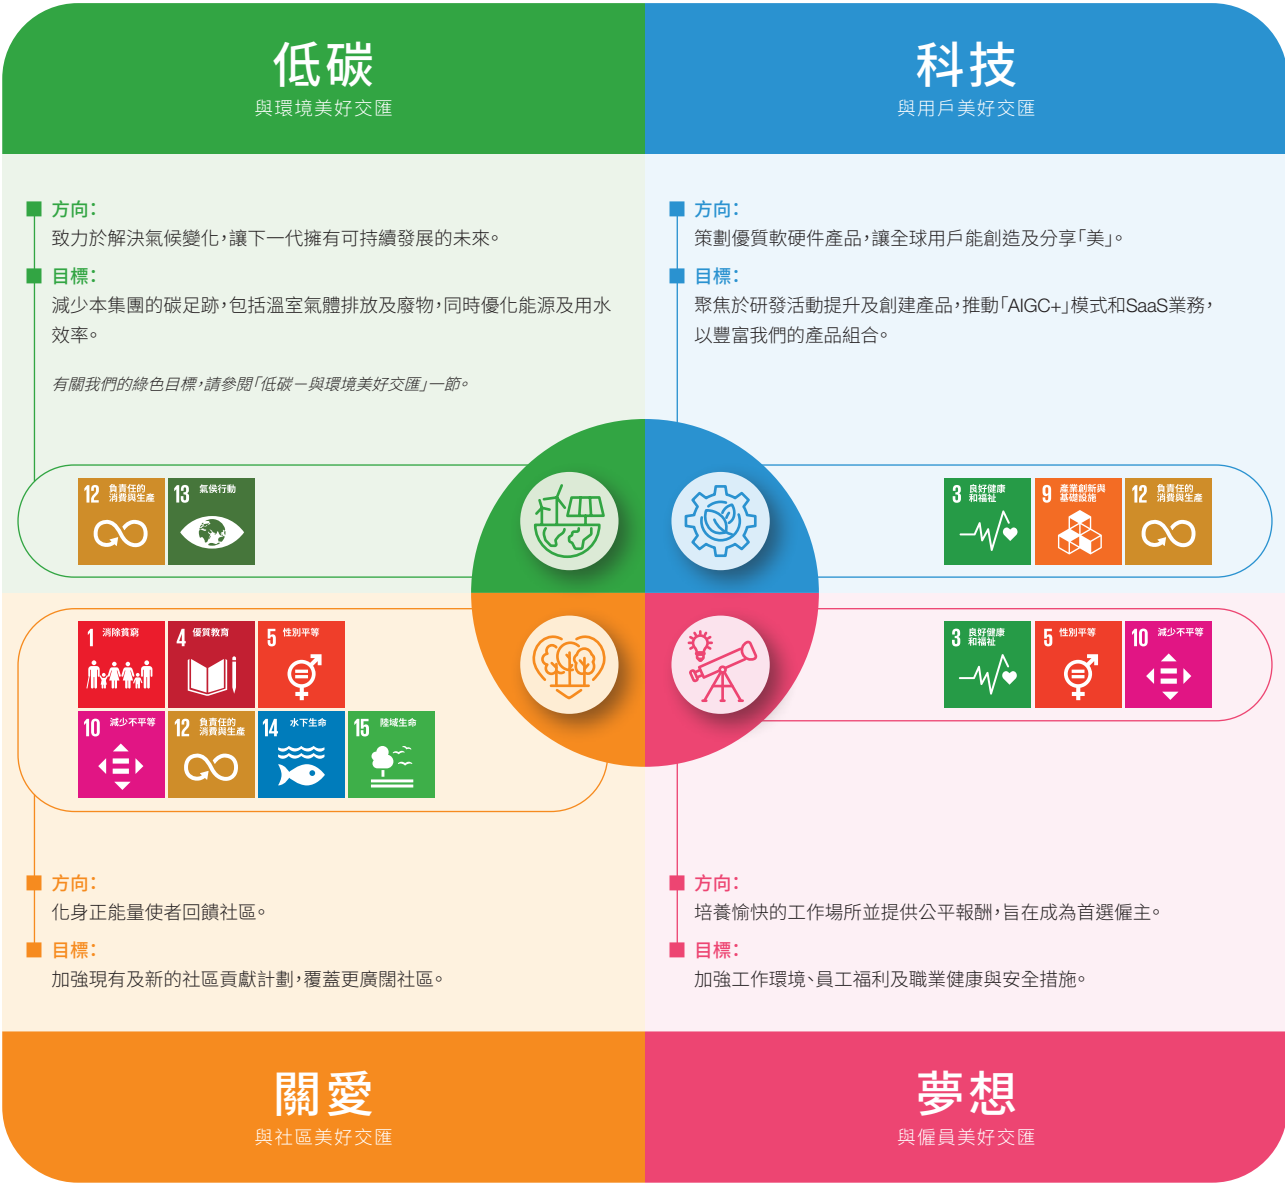 低碳
與環境美好交匯
方向：
致力於解決氣候變化，讓下一代擁有可持續發展的未來。
目標：
減少本集團的碳足跡，包括溫室氣體排放及廢物，同時優化能源及用水
效率。
有關我們的綠色目標，請參閱「低碳－與環境美好交匯」一節。
12 負責任的
消費與生產
13 氣侯行動
科技
與用戶美好交匯
方向：
策劃優質軟硬件產品，讓全球用戶能創造及分享「美」。
目標：
聚焦於研發活動提升及創建產品，推動「AIGC+」模式和SaaS業務，
以豐富我們的產品組合。
3 良好健康
和福祉
9 產業創新與
基礎設施
12 負責任的
消費與生產
1 消除貧窮
4 優質教育
5 性別平等
10 減少不平等
12 負責任的
消費與生產
14 水下生命
15 陸域生命
方向：
化身正能量使者回饋社區。
目標：
加強現有及新的社區貢獻計劃，覆蓋更廣闊社區。
關愛
與社區美好交匯
3 良好健康
和福祉
5 性別平等
10 減少不平等
方向：
培養愉快的工作場所並提供公平報酬，旨在成為首選僱主。
目標：
加強工作環境、員工福利及職業健康與安全措施。
夢想
與僱員美好交匯